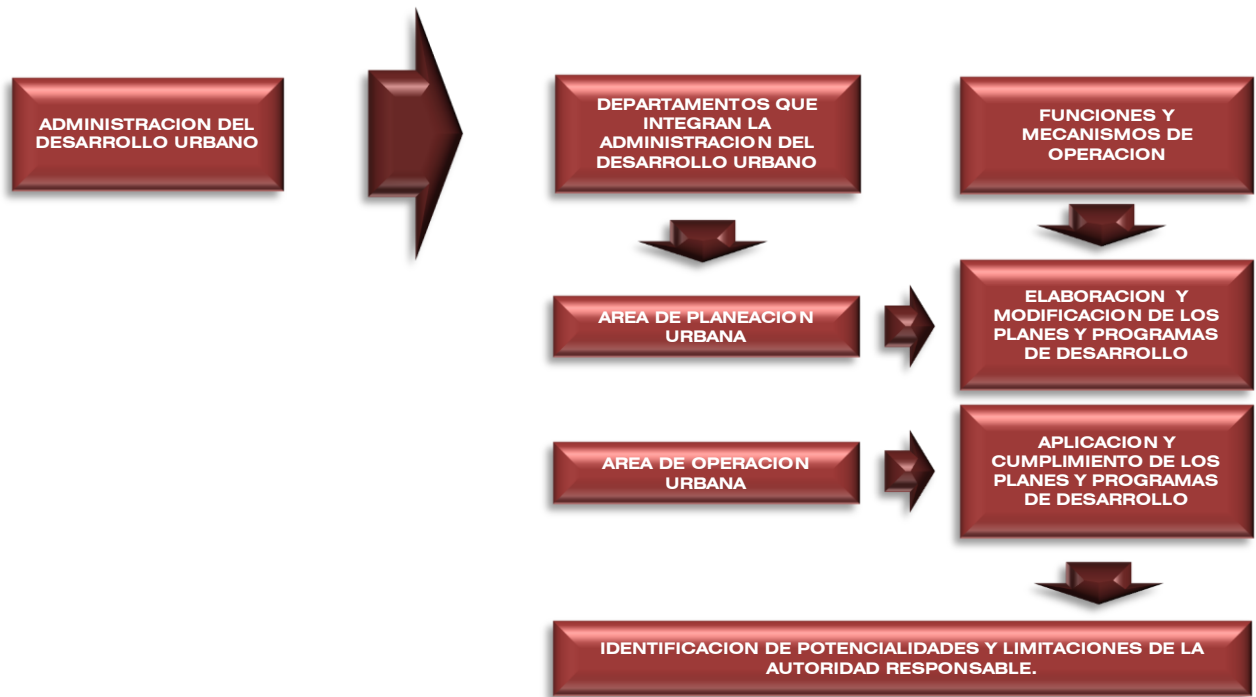 ADMINISTRACION DEL
DESARROLLO URBANO
DEPARTAMENTOS QUE
INTEGRAN LA
ADMINISTRACION DEL
DESARROLLO URBANO
FUNCIONES Y
MECANISMOS DE
OPERACION
AREA DE PLANEACION
URBANA
ELABORACION Y
MODIFICACION DE LOS
PLANES Y PROGRAMAS
DE DESARROLLO
AREA DE OPERACION
URBANA
APLICACION Y
CUMPLIMIENTO DE LOS
PLANES Y PROGRAMAS
DE DESARROLLO
IDENTIFICACION DE POTENCIALIDADES Y LIMITACIONES DE LA
AUTORIDAD RESPONSABLE.